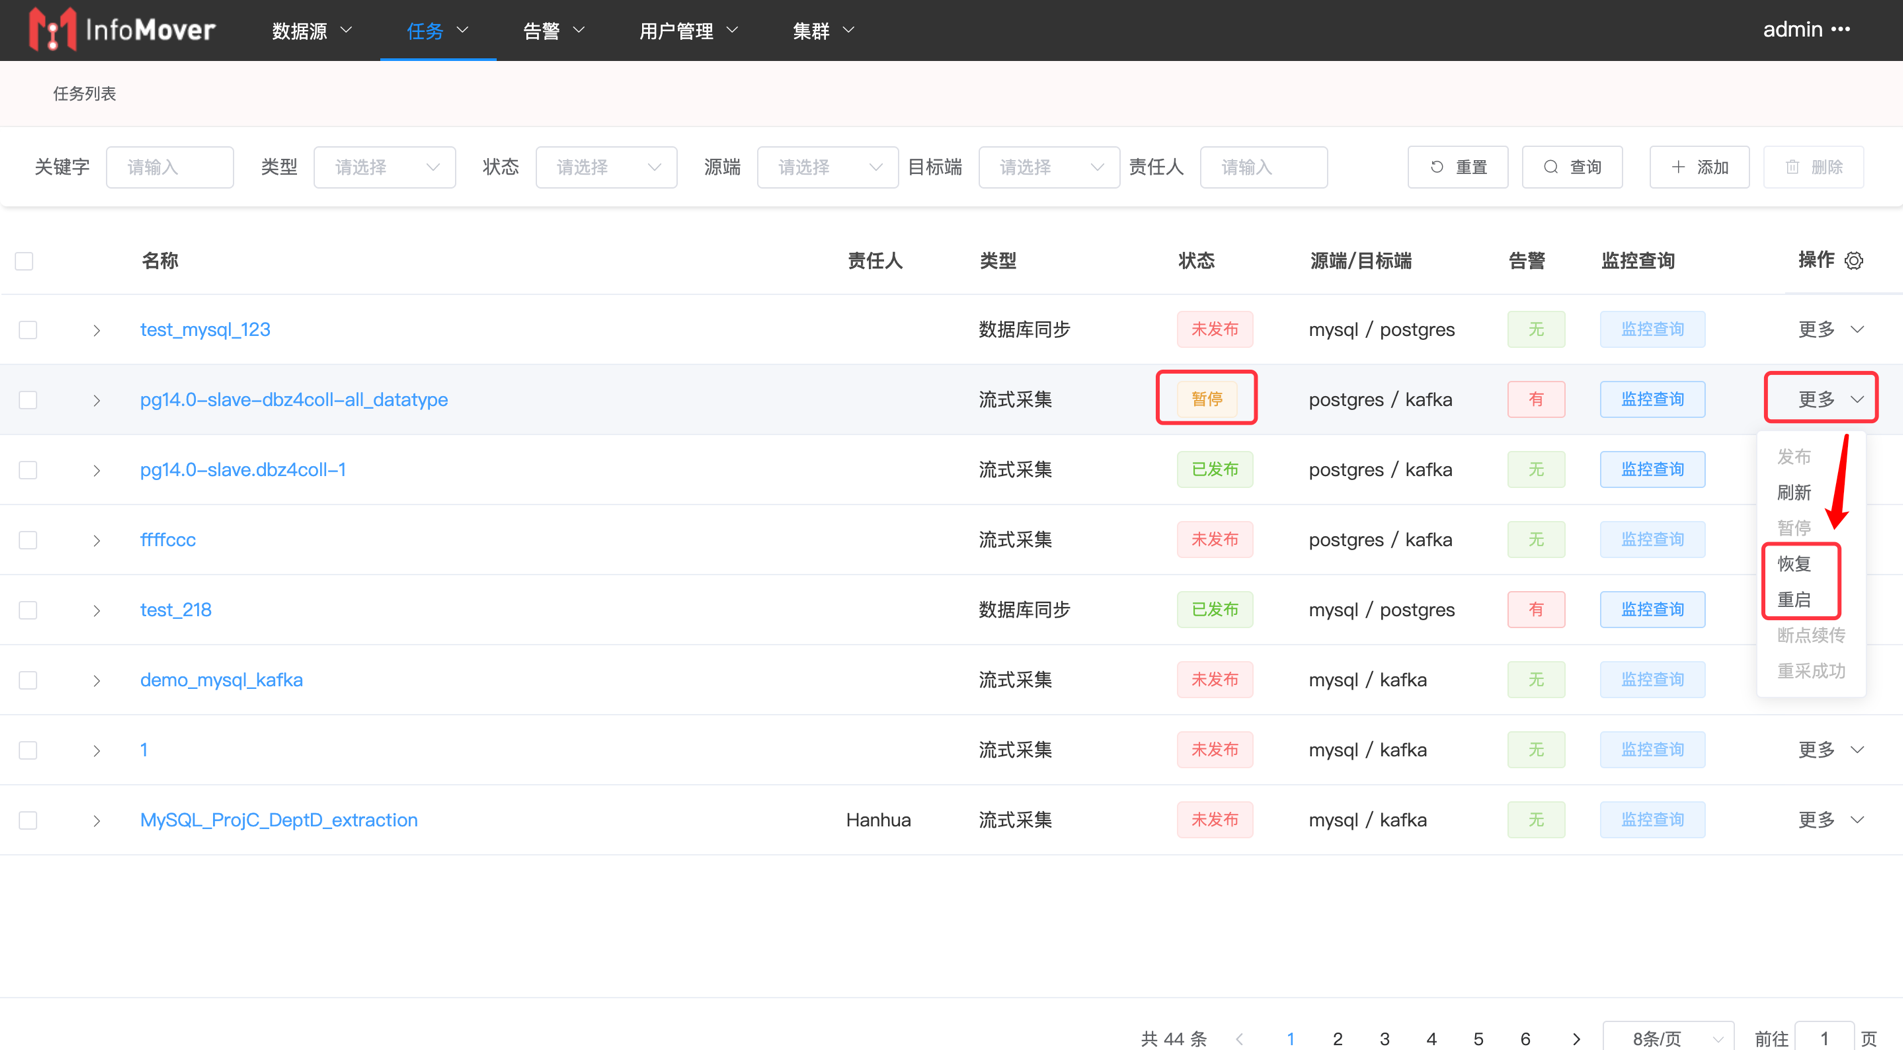 InfoMover 数据源 任务 告警 用户管理 集群 admin •••
任务列表
关键字 请输入 类型 请选择 状态 请选择 源端 请选择 目标端 请选择 责任人 请输入 重置 查询 添加 删除
名称 责任人 类型 状态 源端/目标端 告警 监控查询 操作
test_mysql_123 数据库同步 未发布 mysql / postgres 无 监控查询 更多
pg14.0-slave-dbz4coll-all_datatype 流式采集 暂停 postgres / kafka 有 监控查询 更多
pg14.0-slave.dbz4coll-1 流式采集 已发布 postgres / kafka 无 监控查询
ffffccc 流式采集 未发布 postgres / kafka 无 监控查询
test_218 数据库同步 已发布 mysql / postgres 有 监控查询
demo_mysql_kafka 流式采集 未发布 mysql / kafka 无 监控查询
发布
刷新
暂停
恢复
重启
断点续传
重采成功
1 流式采集 未发布 mysql / kafka 无 监控查询 更多
MySQL_ProjC_DeptD_extraction Hanhua 流式采集 未发布 mysql / kafka 无 监控查询 更多
共 44 条 1 2 3 4 5 6 8条/页 前往 1 页